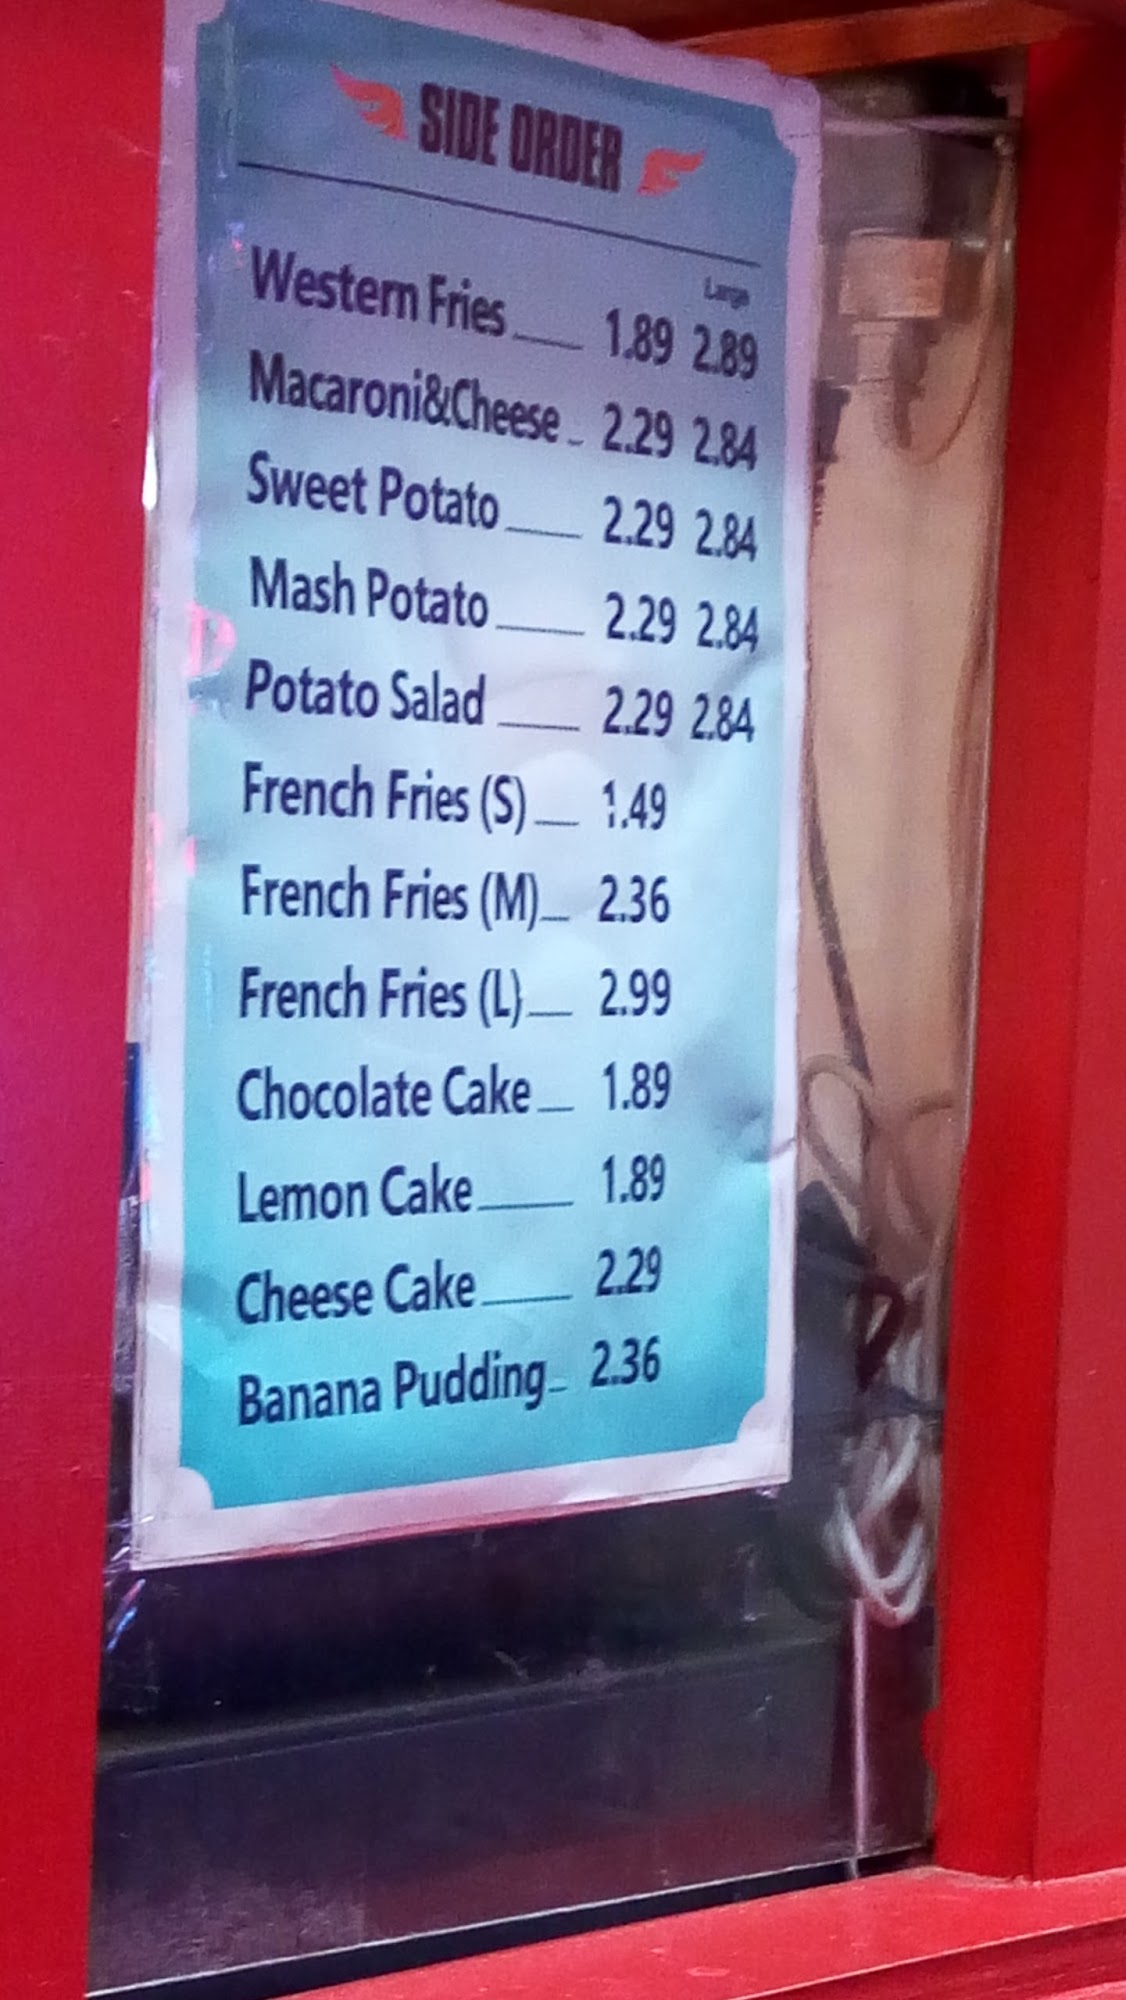 SIDE ORDER
Large
Western Fries 1.89 2.89
Macaroni&Cheese 2.29 2.84
Sweet Potato 2.29 2.84
Mash Potato 2.29 2.84
Potato Salad 2.29 2.84
French Fries (S) 1.49
French Fries (M) 2.36
French Fries (L) 2.99
Chocolate Cake 1.89
Lemon Cake 1.89
Cheese Cake 2.29
Banana Pudding 2.36